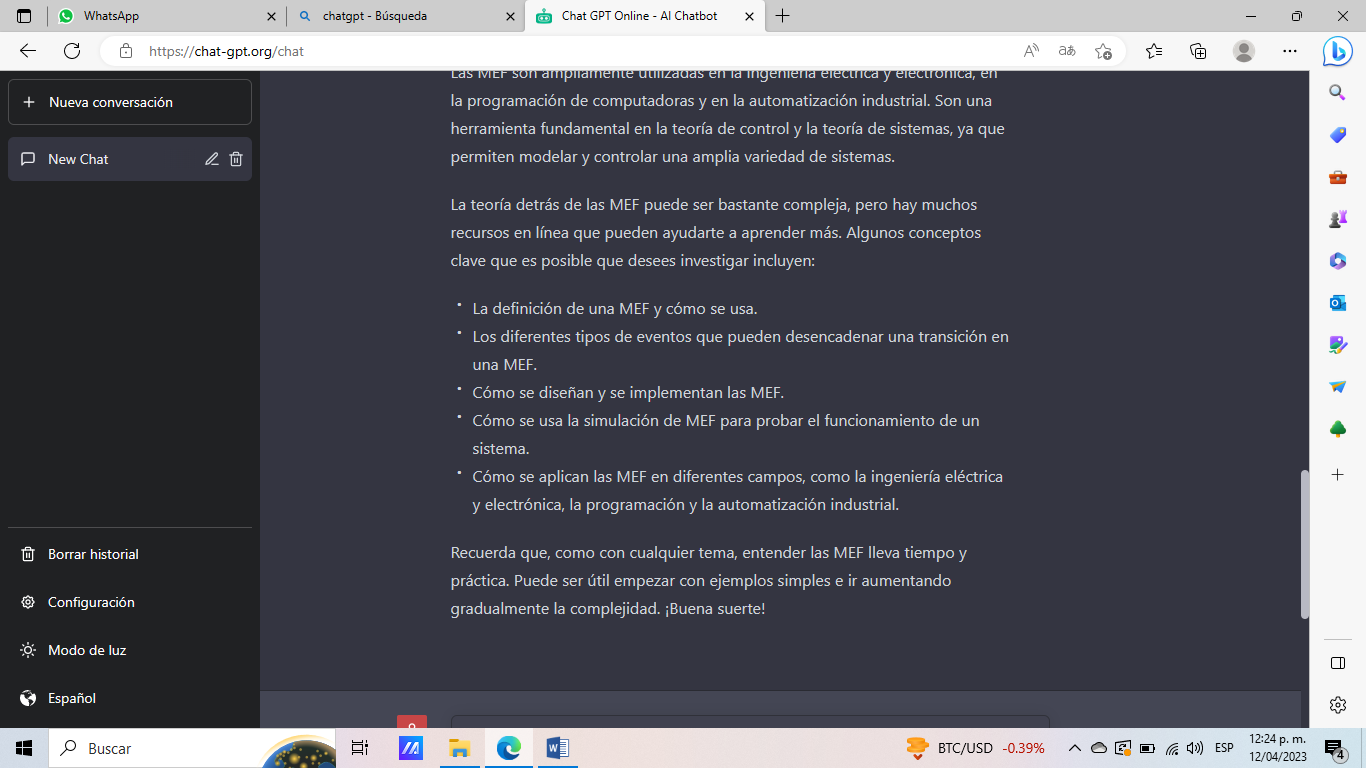 WhatsApp
chatgpt - Búsqueda
Chat GPT Online - AI Chatbot
https://chat-gpt.org/chat
Nueva conversación
New Chat
Las MEF son ampliamente utilizadas en la ingeniería eléctrica y electrónica, en
la programación de computadoras y en la automatización industrial. Son una
herramienta fundamental en la teoría de control y la teoría de sistemas, ya que
permiten modelar y controlar una amplia variedad de sistemas.
La teoría detrás de las MEF puede ser bastante compleja, pero hay muchos
recursos en línea que pueden ayudarte a aprender más. Algunos conceptos
clave que es posible que desees investigar incluyen:
• La definición de una MEF y cómo se usa.
• Los diferentes tipos de eventos que pueden desencadenar una transición en
una MEF.
• Cómo se diseñan y se implementan las MEF.
• Cómo se usa la simulación de MEF para probar el funcionamiento de un
sistema.
• Cómo se aplican las MEF en diferentes campos, como la ingeniería eléctrica
y electrónica, la programación y la automatización industrial.
Recuerda que, como con cualquier tema, entender las MEF lleva tiempo y
práctica. Puede ser útil empezar con ejemplos simples e ir aumentando
gradualmente la complejidad. ¡Buena suerte!
Borrar historial
Configuración
Modo de luz
Español
Buscar
BTC/USD -0.39%
ESP
12:24 p. m.
12/04/2023
4